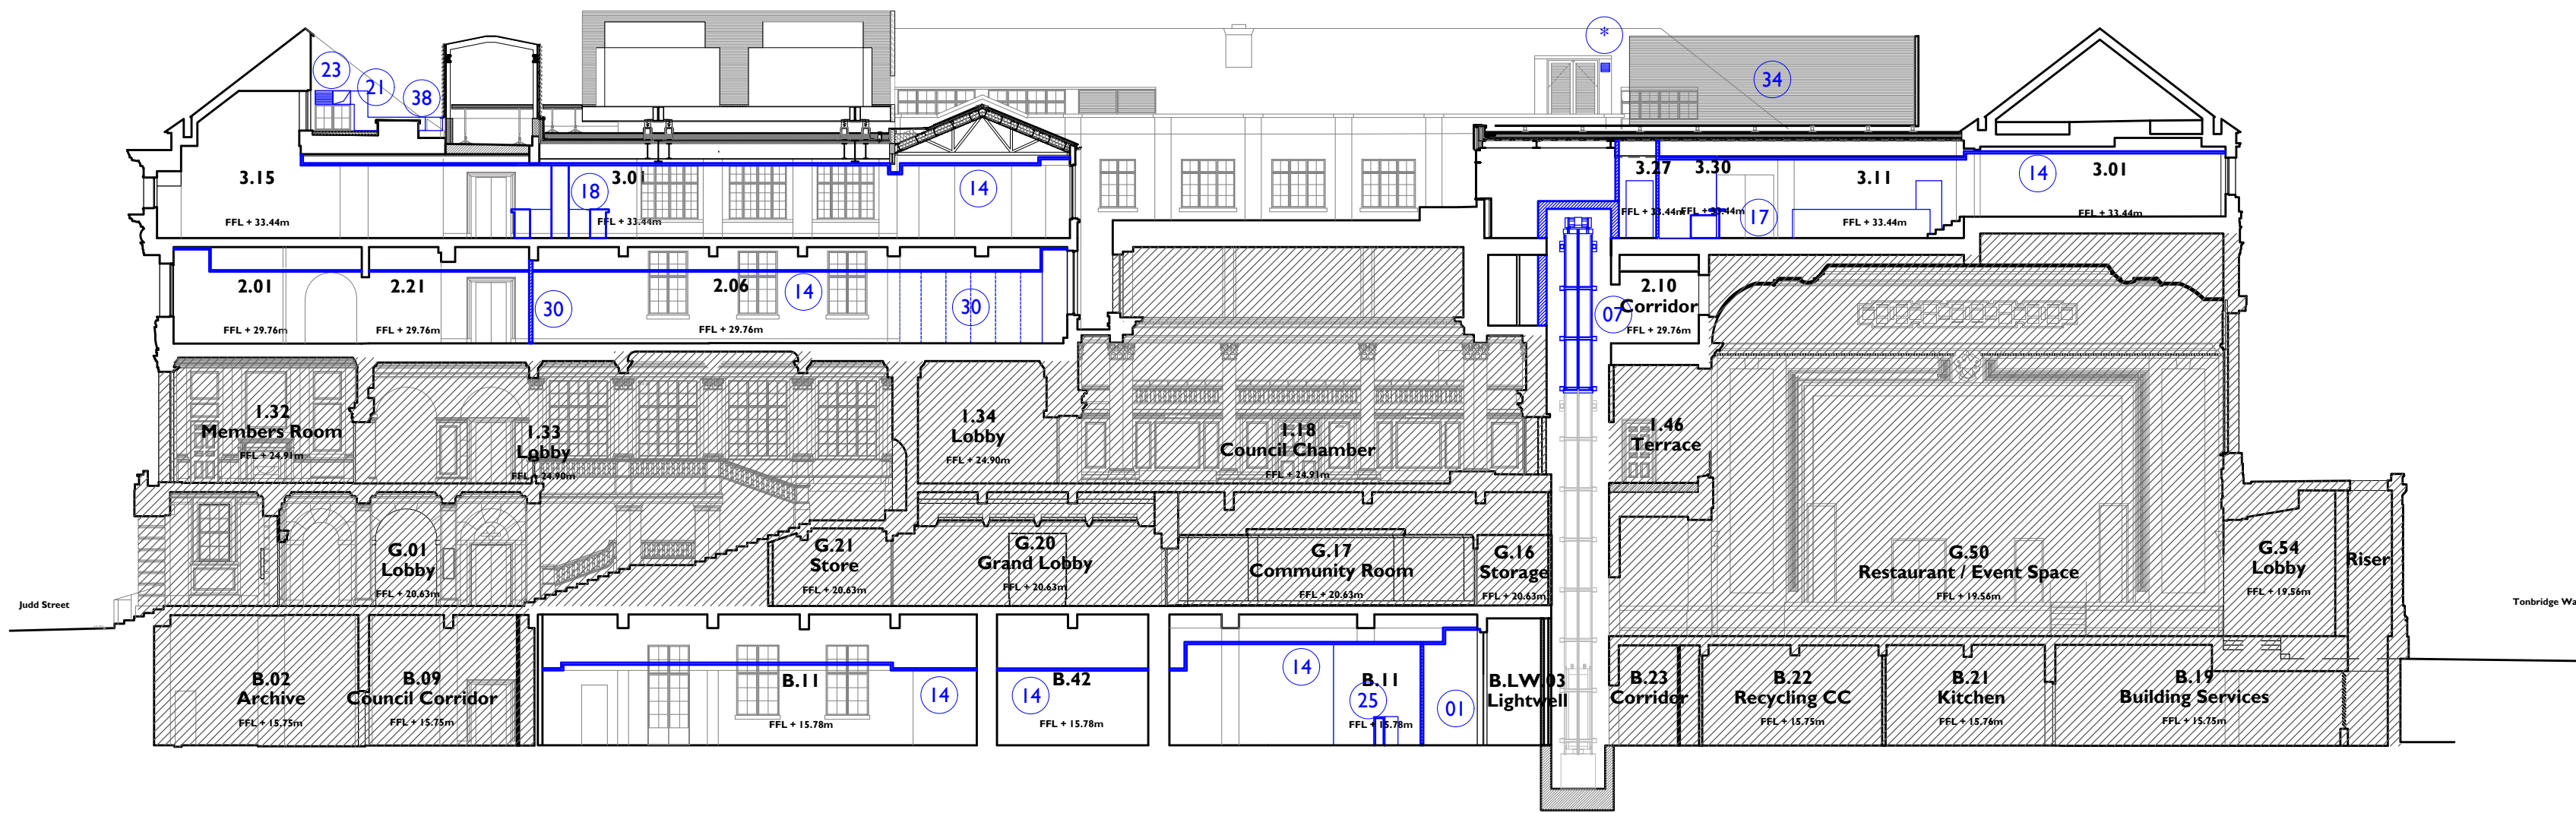 *
23
21
38
34
3.15
FFL + 33.44m
18
3.01
FFL + 33.44m
14
3.27
FFL + 33.44m
3.30
FFL + 33.44m
17
3.11
FFL + 33.44m
14
3.01
FFL + 33.44m
2.01
FFL + 29.76m
2.21
FFL + 29.76m
30
2.06
FFL + 29.76m
14
30
07
2.10
Corridor
FFL + 29.76m
1.32
Members Room
FFL + 24.91m
1.33
Lobby
FFL + 24.90m
1.34
Lobby
FFL + 24.90m
1.18
Council Chamber
FFL + 24.91m
1.46
Terrace
G.01
Lobby
FFL + 20.63m
G.21
Store
FFL + 20.63m
G.20
Grand Lobby
FFL + 20.63m
G.17
Community Room
FFL + 20.63m
G.16
Storage
FFL + 20.63m
G.50
Restaurant / Event Space
FFL + 19.56m
G.54
Lobby
FFL + 19.56m
Riser
Judd Street
Tonbridge Wa
B.02
Archive
FFL + 15.75m
B.09
Council Corridor
FFL + 15.75m
B.11
FFL + 15.78m
14
14
B.42
FFL + 15.78m
14
B.11
25
FFL + 15.78m
01
B.LW.03
Lightwell
B.23
Corridor
B.22
Recycling CC
FFL + 15.75m
B.21
Kitchen
FFL + 15.76m
B.19
Building Services
FFL + 15.75m